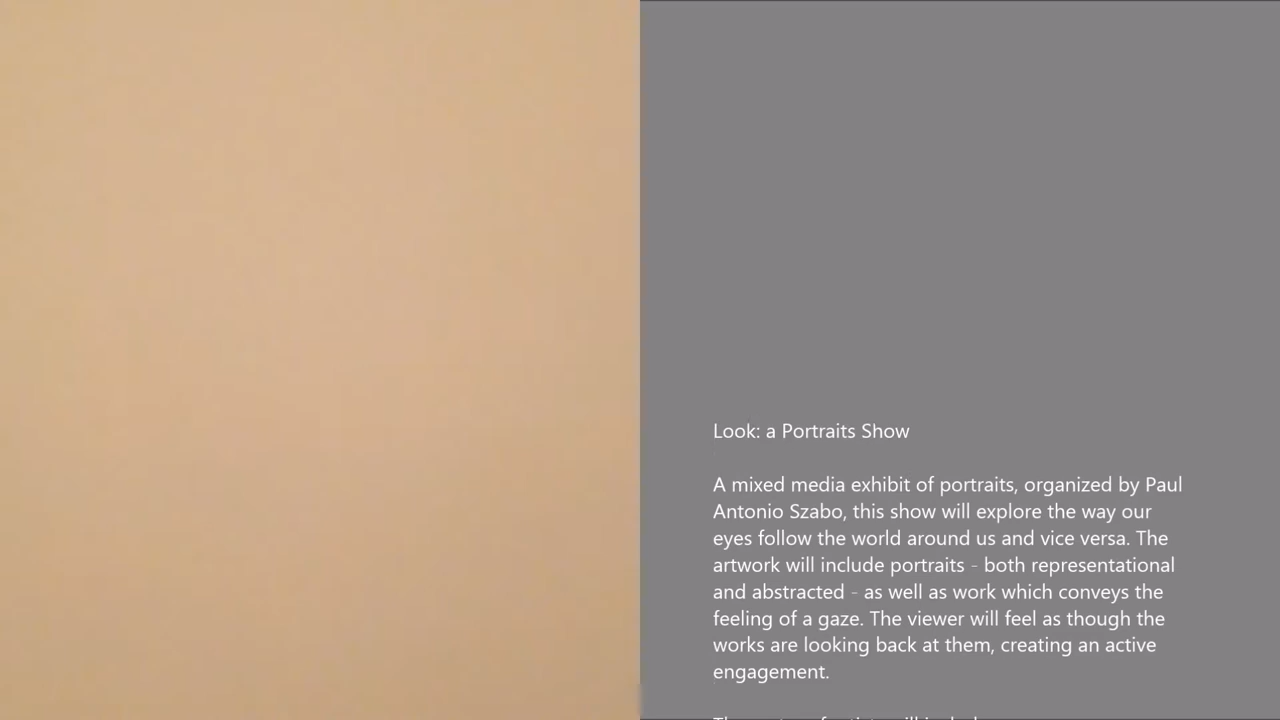 Look: a Portraits Show
A mixed media exhibit of portraits, organized by Paul
Antonio Szabo, this show will explore the way our
eyes follow the world around us and vice versa. The
artwork will include portraits - both representational
and abstracted - as well as work which conveys the
feeling of a gaze. The viewer will feel as though the
works are looking back at them, creating an active
engagement.